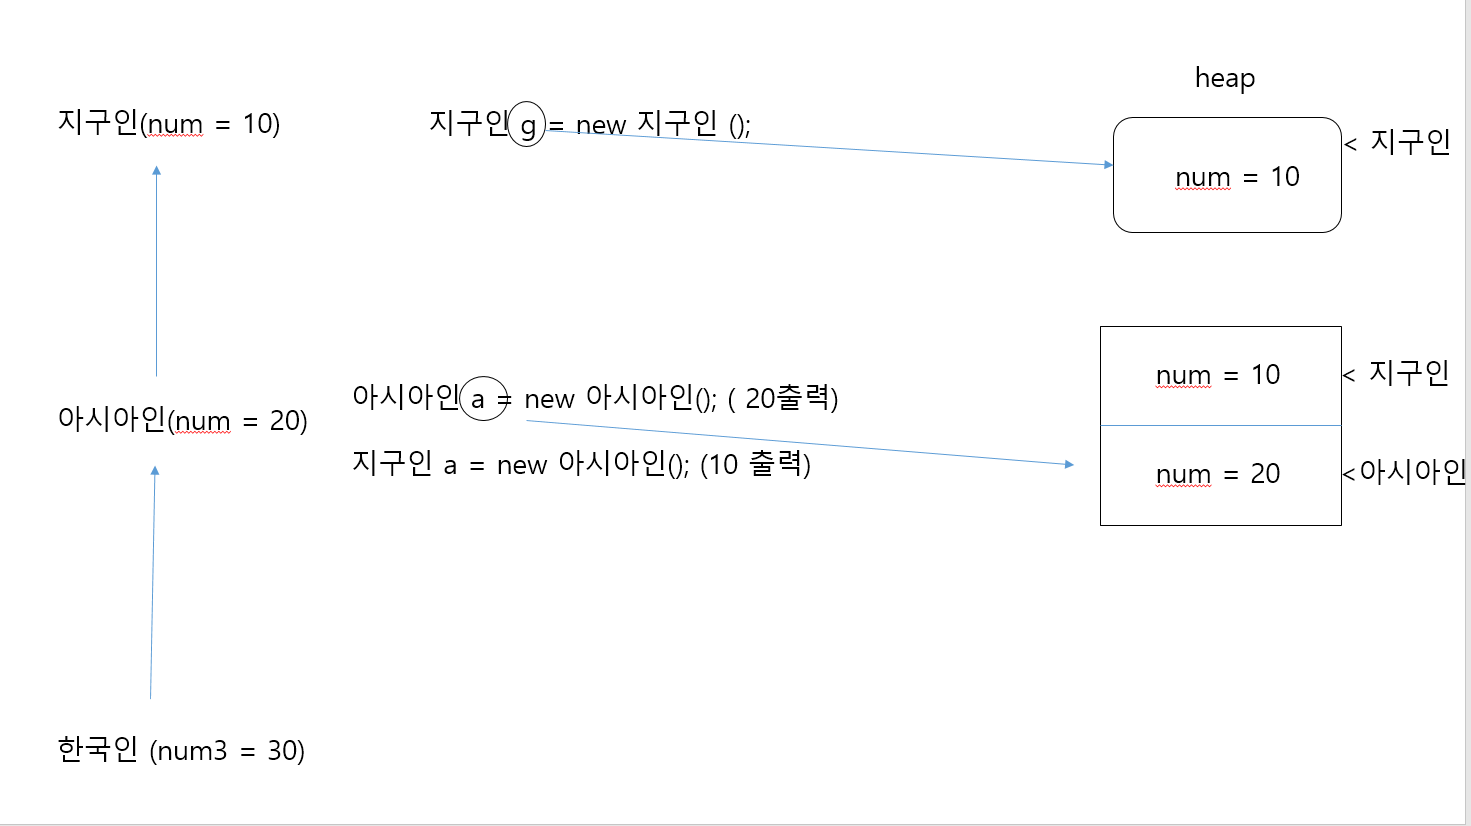 heap
지구인(num = 10)
지구인 g = new 지구인 ();
< 지구인
num = 10
num = 10
< 지구인
아시아인(num = 20)
아시아인 a = new 아시아인(); ( 20출력)
지구인 a = new 아시아인(); (10 출력)
num = 20
<아시아인
한국인 (num3 = 30)